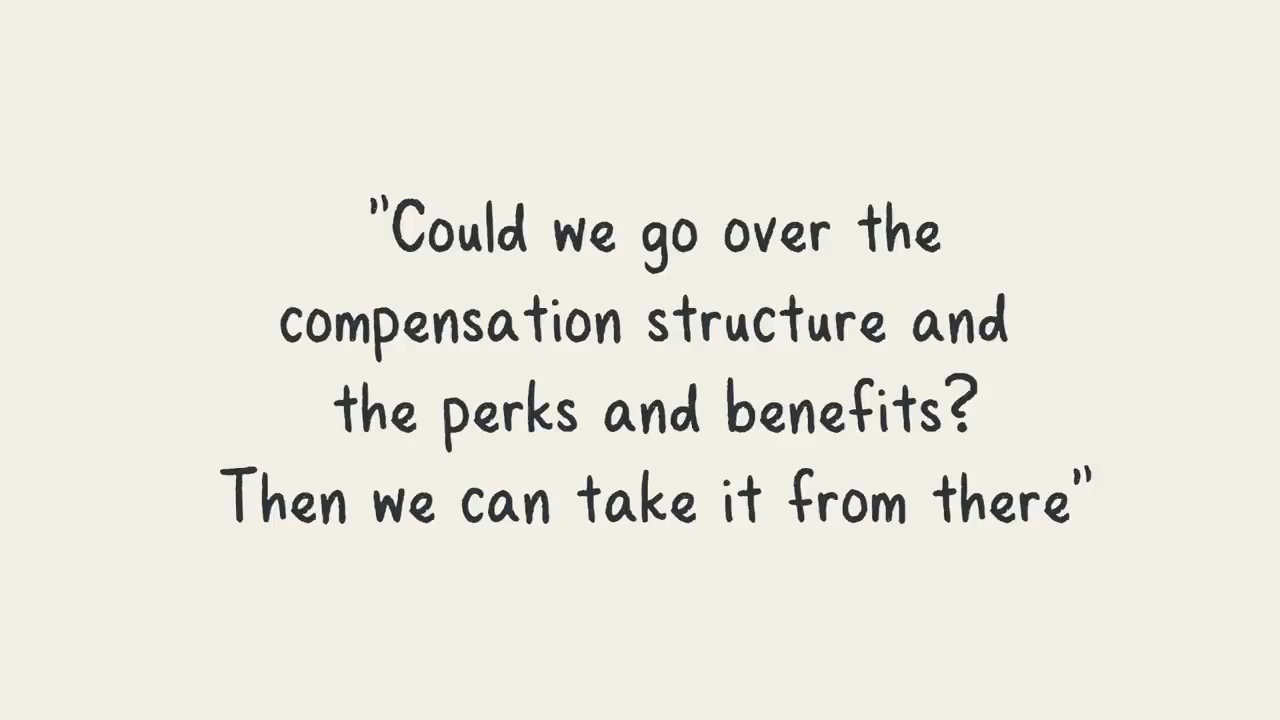 "Could we go over the
compensation structure and
the perks and benefits?
Then we can take it from there"